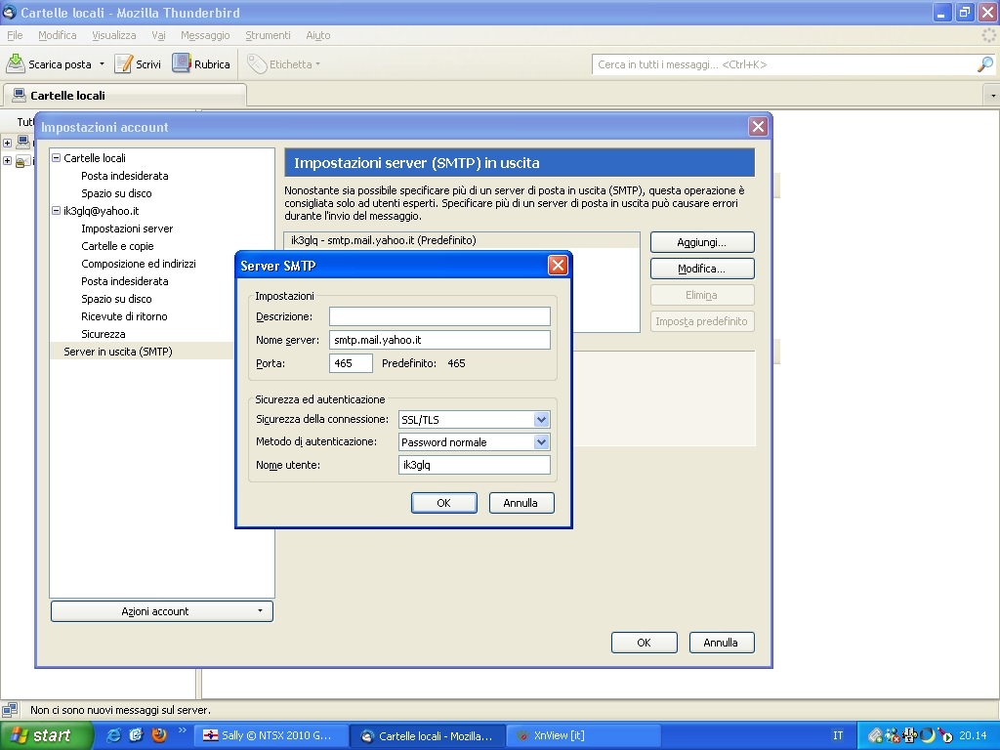 Cartelle locali - Mozilla Thunderbird
File Modifica Visualizza Vai Messaggio Strumenti Aiuto
Scarica posta Scrivi Rubrica Etichetta Cerca in tutti i messaggi... <Ctrl+K>
Cartelle locali
Impostazioni account
Cartelle locali
Posta indesiderata
Spazio su disco
ik3glq@yahoo.it
Impostazioni server
Cartelle e copie
Composizione ed indirizzi
Posta indesiderata
Spazio su disco
Ricevute di ritorno
Sicurezza
Server in uscita (SMTP)
Azioni account
Impostazioni server (SMTP) in uscita
Nonostante sia possibile specificare più di un server di posta in uscita (SMTP), questa operazione è
consigliata solo ad utenti esperti. Specificare più di un server di posta in uscita può causare errori
durante l'invio del messaggio.
ik3glq - smtp.mail.yahoo.it (Predefinito)
Aggiungi...
Modifica...
Elimina
Imposta predefinito
Server SMTP
Impostazioni
Descrizione:
Nome server: smtp.mail.yahoo.it
Porta: 465 Predefinito: 465
Sicurezza ed autenticazione
Sicurezza della connessione: SSL/TLS
Metodo di autenticazione: Password normale
Nome utente: ik3glq
OK Annulla
OK Annulla
Non ci sono nuovi messaggi sul server.
start Sally © NTSX 2010 G... Cartelle locali - Mozilla... XnView [it] IT 20.14